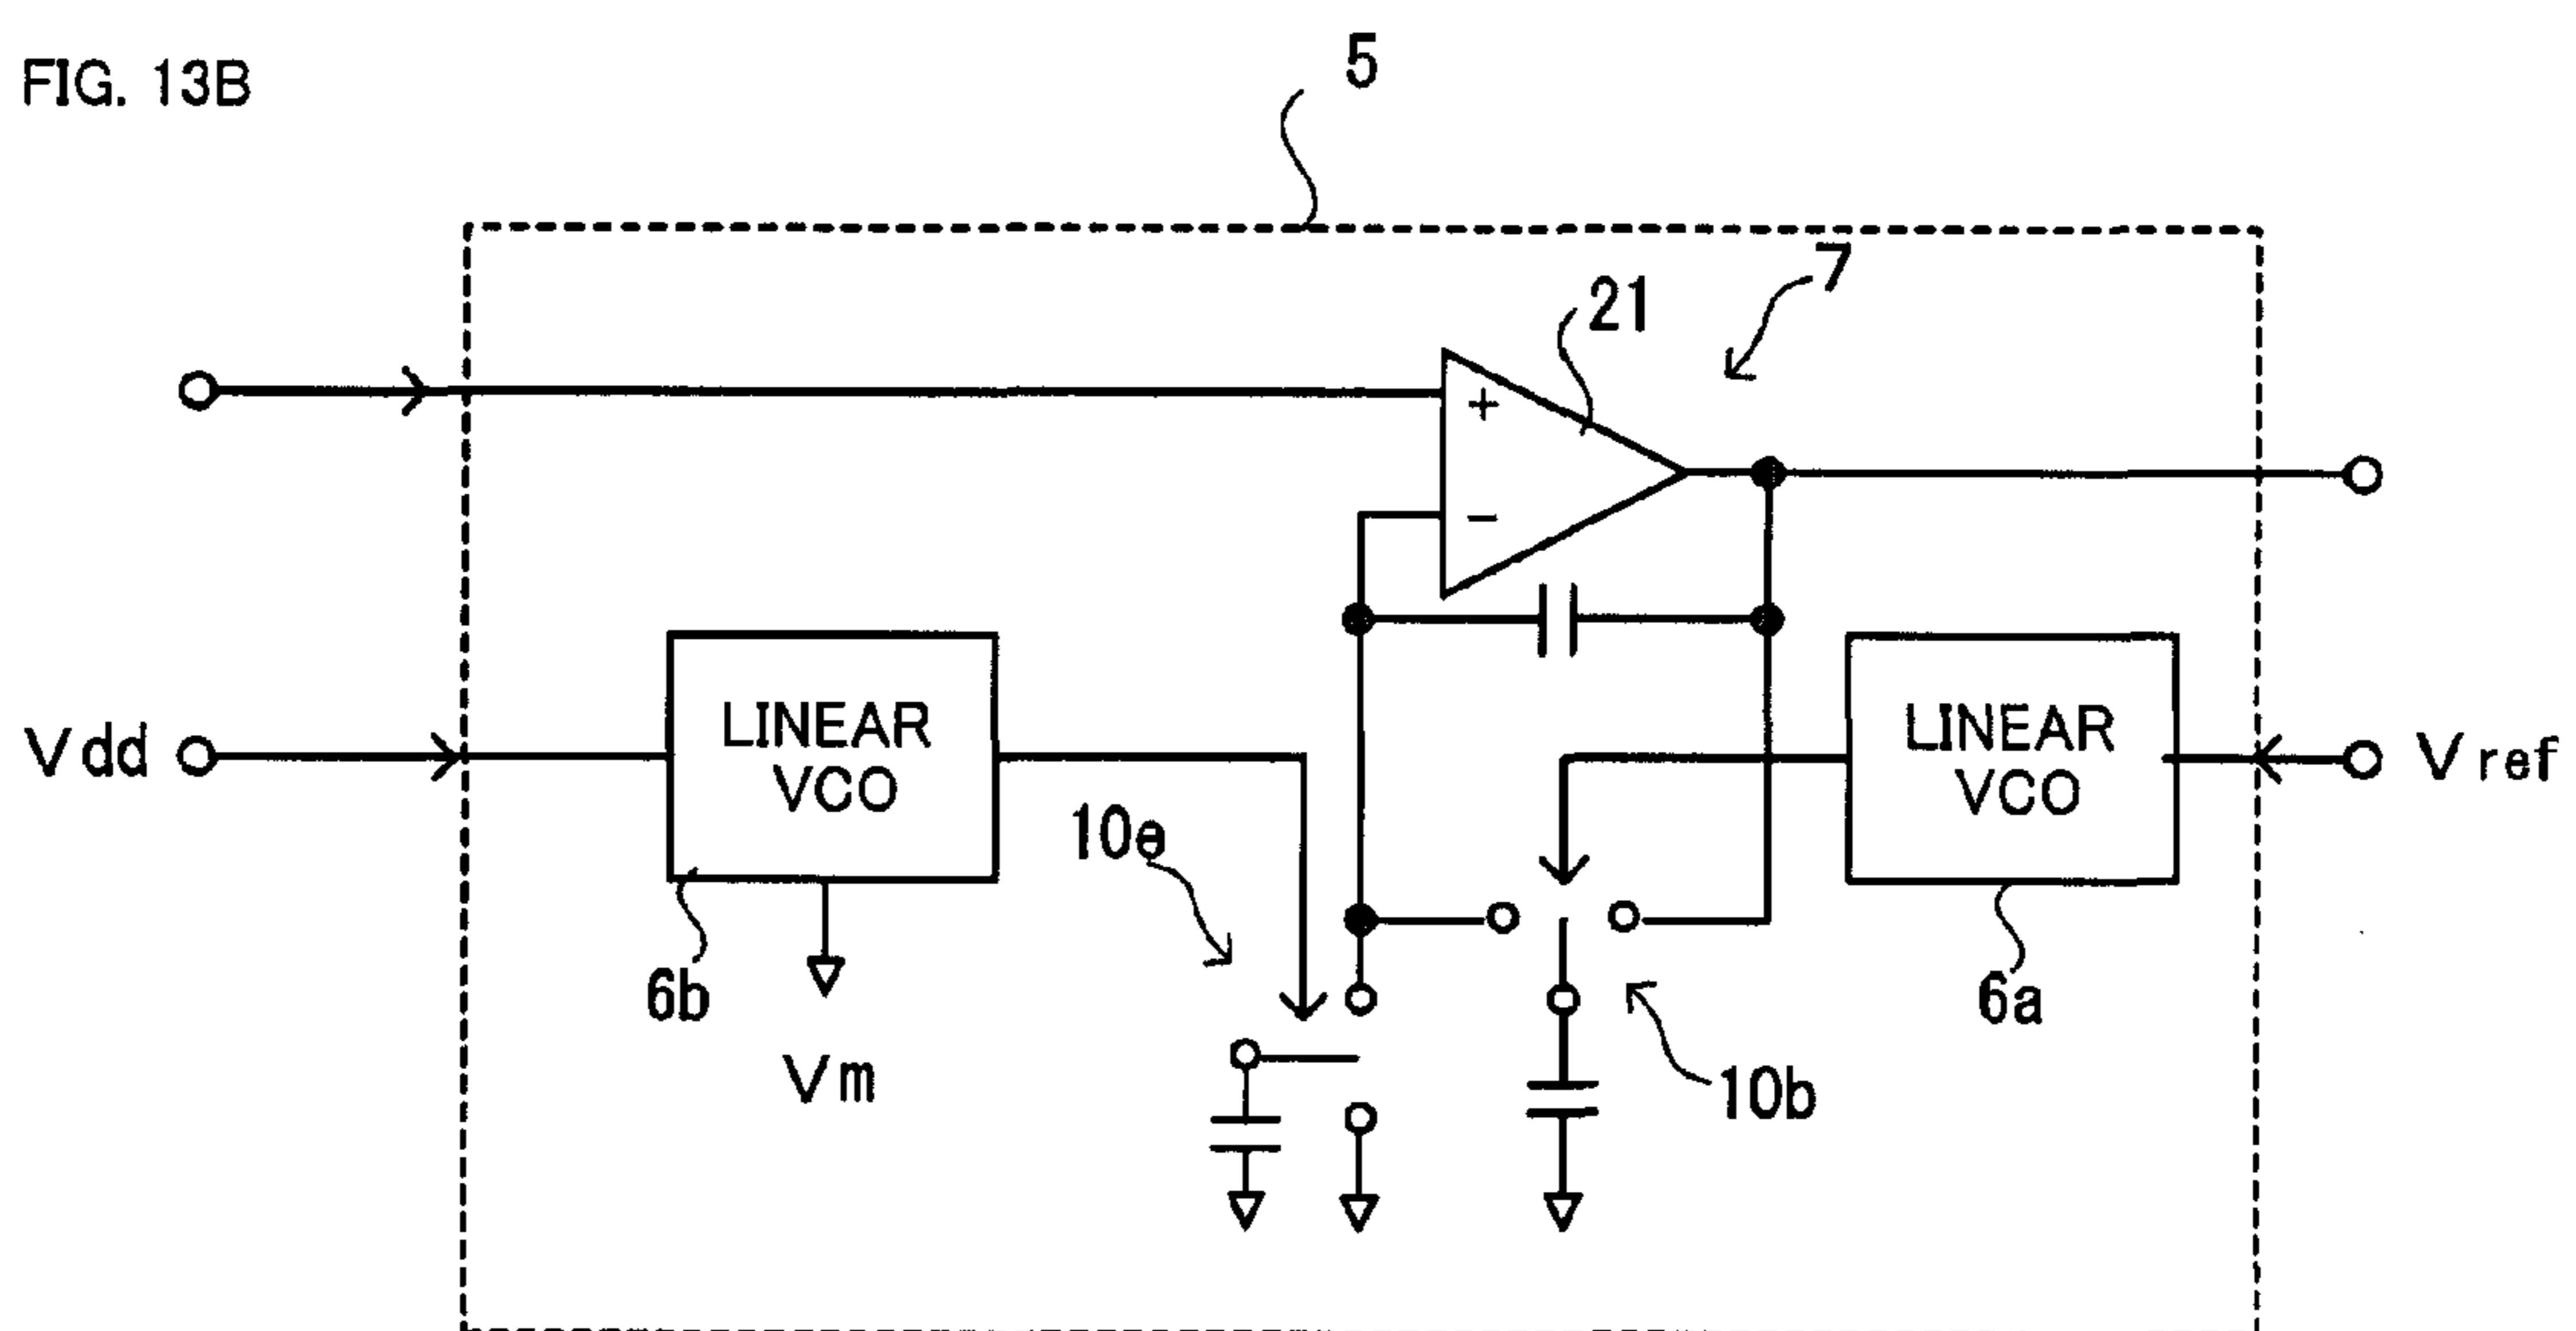 FIG. 13B
5
7
21
+
−
LINEAR
VCO
LINEAR
VCO
Vdd
Vref
10e
6b
6a
Vm
10b